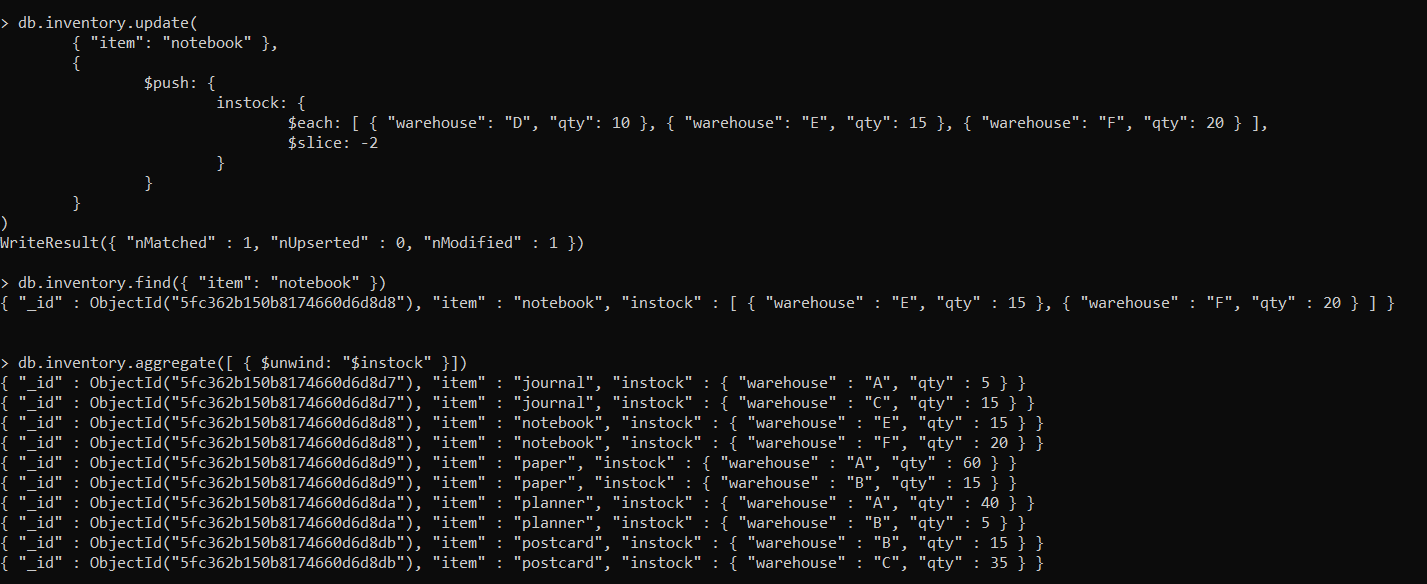 > db.inventory.update(
        { "item": "notebook" },
        {
                $push: {
                        instock: {
                                $each: [ { "warehouse": "D", "qty": 10 }, { "warehouse": "E", "qty": 15 }, { "warehouse": "F", "qty": 20 } ],
                                $slice: -2
                        }
                }
        }
)
WriteResult({ "nMatched" : 1, "nUpserted" : 0, "nModified" : 1 })
> db.inventory.find({ "item": "notebook" })
{ "_id" : ObjectId("5fc362b150b8174660d6d8d8"), "item" : "notebook", "instock" : [ { "warehouse" : "E", "qty" : 15 }, { "warehouse" : "F", "qty" : 20 } ] }
> db.inventory.aggregate([ { $unwind: "$instock" }])
{ "_id" : ObjectId("5fc362b150b8174660d6d8d7"), "item" : "journal", "instock" : { "warehouse" : "A", "qty" : 5 } }
{ "_id" : ObjectId("5fc362b150b8174660d6d8d7"), "item" : "journal", "instock" : { "warehouse" : "C", "qty" : 15 } }
{ "_id" : ObjectId("5fc362b150b8174660d6d8d8"), "item" : "notebook", "instock" : { "warehouse" : "E", "qty" : 15 } }
{ "_id" : ObjectId("5fc362b150b8174660d6d8d8"), "item" : "notebook", "instock" : { "warehouse" : "F", "qty" : 20 } }
{ "_id" : ObjectId("5fc362b150b8174660d6d8d9"), "item" : "paper", "instock" : { "warehouse" : "A", "qty" : 60 } }
{ "_id" : ObjectId("5fc362b150b8174660d6d8d9"), "item" : "paper", "instock" : { "warehouse" : "B", "qty" : 15 } }
{ "_id" : ObjectId("5fc362b150b8174660d6d8da"), "item" : "planner", "instock" : { "warehouse" : "A", "qty" : 40 } }
{ "_id" : ObjectId("5fc362b150b8174660d6d8da"), "item" : "planner", "instock" : { "warehouse" : "B", "qty" : 5 } }
{ "_id" : ObjectId("5fc362b150b8174660d6d8db"), "item" : "postcard", "instock" : { "warehouse" : "B", "qty" : 15 } }
{ "_id" : ObjectId("5fc362b150b8174660d6d8db"), "item" : "postcard", "instock" : { "warehouse" : "C", "qty" : 35 } }